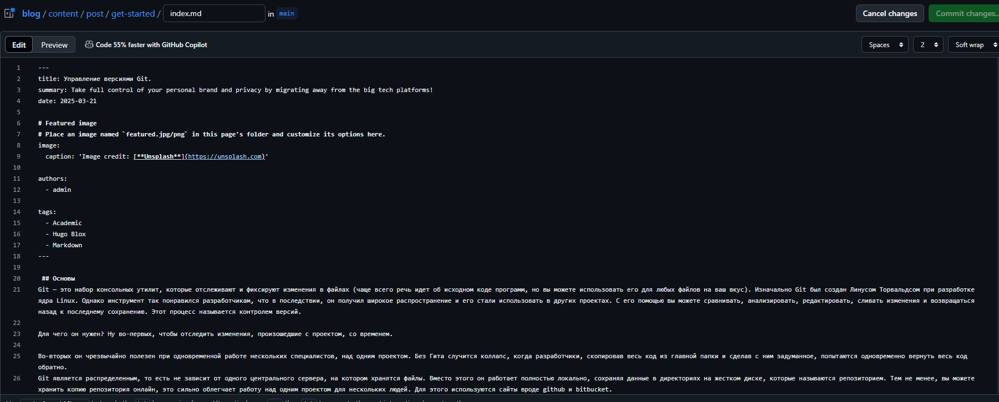 blog / content / post / get-started / index.md in main
Cancel changes
Commit changes...
Edit
Preview
Code 55% faster with GitHub Copilot
Spaces
2
Soft wrap
1 ---
2 title: Управление версиями Git.
3 summary: Take full control of your personal brand and privacy by migrating away from the big tech platforms!
4 date: 2025-03-21
5
6 # Featured image
7 # Place an image named `featured.jpg/png` in this page's folder and customize its options here.
8 image:
9 caption: 'Image credit: [**Unsplash**](https://unsplash.com)'
10
11 authors:
12 - admin
13
14 tags:
15 - Academic
16 - Hugo Blox
17 - Markdown
18 ---
19
20 ## Основы
21 Git — это набор консольных утилит, которые отслеживают и фиксируют изменения в файлах (чаще всего речь идет об исходном коде программ, но вы можете использовать его для любых файлов на ваш вкус). Изначально Git был создан Линусом Торвальдсом при разработке
ядра Linux. Однако инструмент так понравился разработчикам, что в последствии, он получил широкое распространение и его стали использовать в других проектах. С его помощью вы можете сравнивать, анализировать, редактировать, сливать изменения и возвращаться
назад к последнему сохранению. Этот процесс называется контролем версий.
22
23 Для чего он нужен? Ну во-первых, чтобы отследить изменения, произошедшие с проектом, со временем.
24
25 Во-вторых он чрезвычайно полезен при одновременной работе нескольких специалистов, над одним проектом. Без Гита случится коллапс, когда разработчики, скопировав весь код из главной папки и сделав с ним задуманное, попытаются одновременно вернуть весь код
обратно.
26 Git является распределенным, то есть не зависит от одного центрального сервера, на котором хранятся файлы. Вместо этого он работает полностью локально, сохраняя данные в директориях на жестком диске, которые называются репозиторием. Тем не менее, вы можете
хранить копию репозитория онлайн, это сильно облегчает работу над одним проектом для нескольких людей. Для этого используются сайты вроде github и bitbucket.